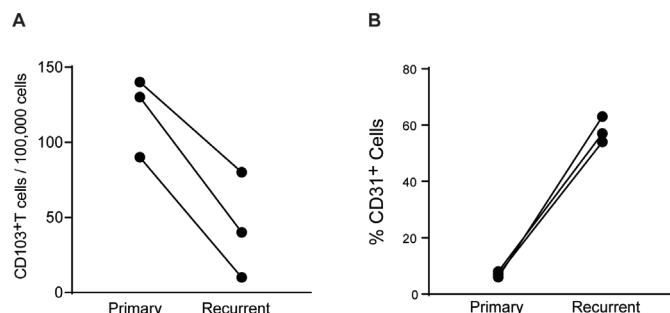 A
CD103+T cells / 100,000 cells
150
100
50
0
Primary Recurrent
B
% CD31+ Cells
80
60
40
20
0
Primary Recurrent